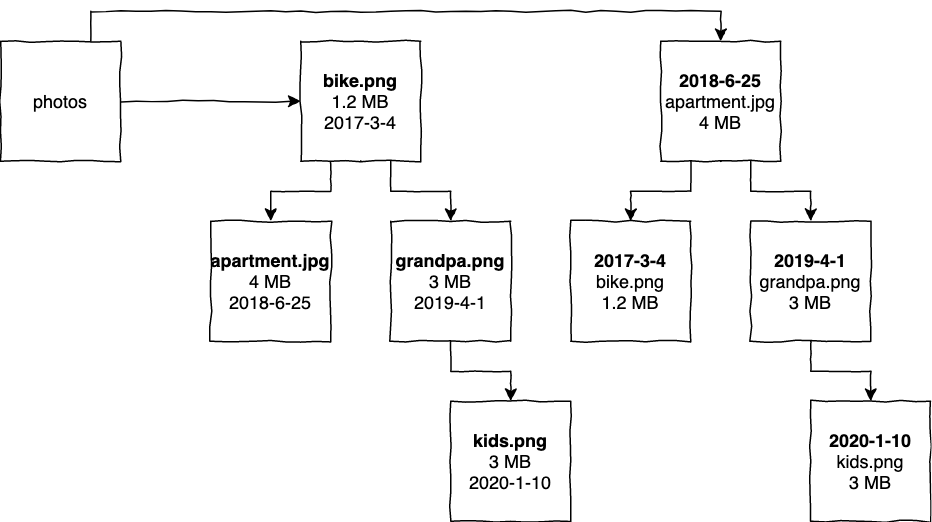 photos
bike.png
1.2 MB
2017-3-4
2018-6-25
apartment.jpg
4 MB
apartment.jpg
4 MB
2018-6-25
grandpa.png
3 MB
2019-4-1
2017-3-4
bike.png
1.2 MB
2019-4-1
grandpa.png
3 MB
kids.png
3 MB
2020-1-10
2020-1-10
kids.png
3 MB